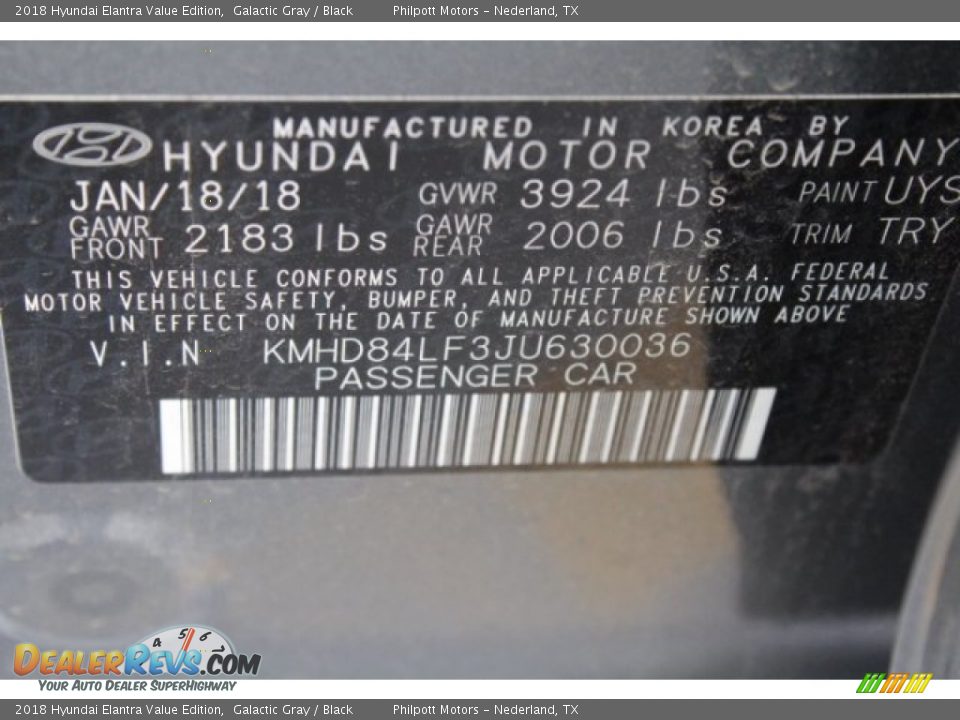 2018 Hyundai Elantra Value Edition, Galactic Gray / Black Philpott Motors – Nederland, TX
MANUFACTURED IN KOREA BY
HYUNDAI MOTOR COMPANY
JAN/18/18 GVWR 3924 lbs PAINT UYS
GAWR FRONT 2183 lbs GAWR REAR 2006 lbs TRIM TRY
THIS VEHICLE CONFORMS TO ALL APPLICABLE U.S.A. FEDERAL
MOTOR VEHICLE SAFETY, BUMPER, AND THEFT PREVENTION STANDARDS
IN EFFECT ON THE DATE OF MANUFACTURE SHOWN ABOVE
V.I.N KMHD84LF3JU630036
PASSENGER CAR
4 5 6 7
DEALERREVS.COM
YOUR AUTO DEALER SUPERHIGHWAY
2018 Hyundai Elantra Value Edition, Galactic Gray / Black Philpott Motors – Nederland, TX